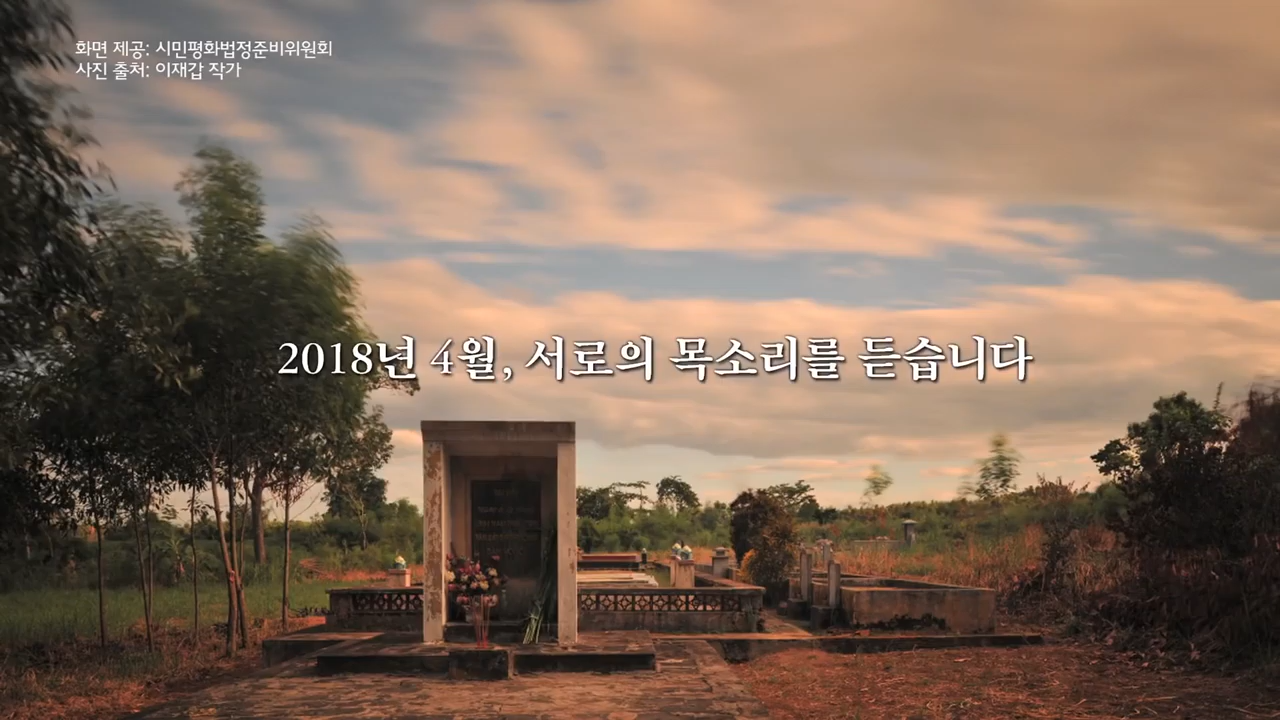 화면 제공: 시민평화법정준비위원회
사진 출처: 이재갑 작가
2018년 4월, 서로의 목소리를 듣습니다